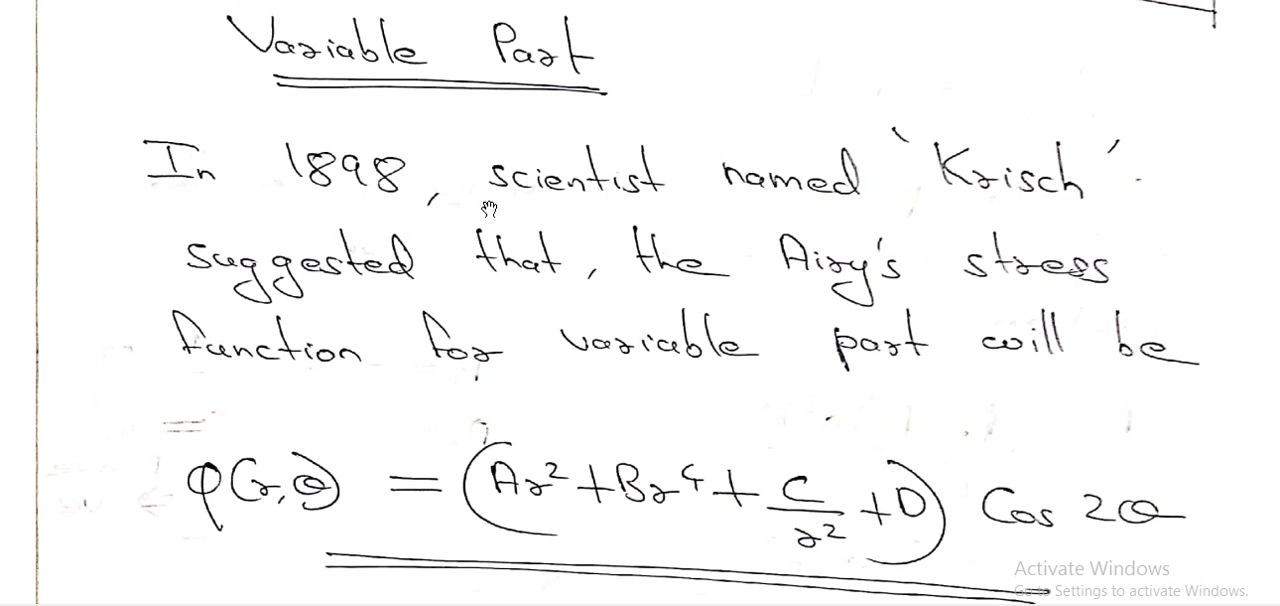 Variable Part
In 1898, scientist named 'Krisch'
suggested that, the Airy's stress
function for variable part will be
φ(r,θ) = (Ar² + Br⁴ + C/r² + D) Cos 2θ
Activate Windows
Go to Settings to activate Windows.